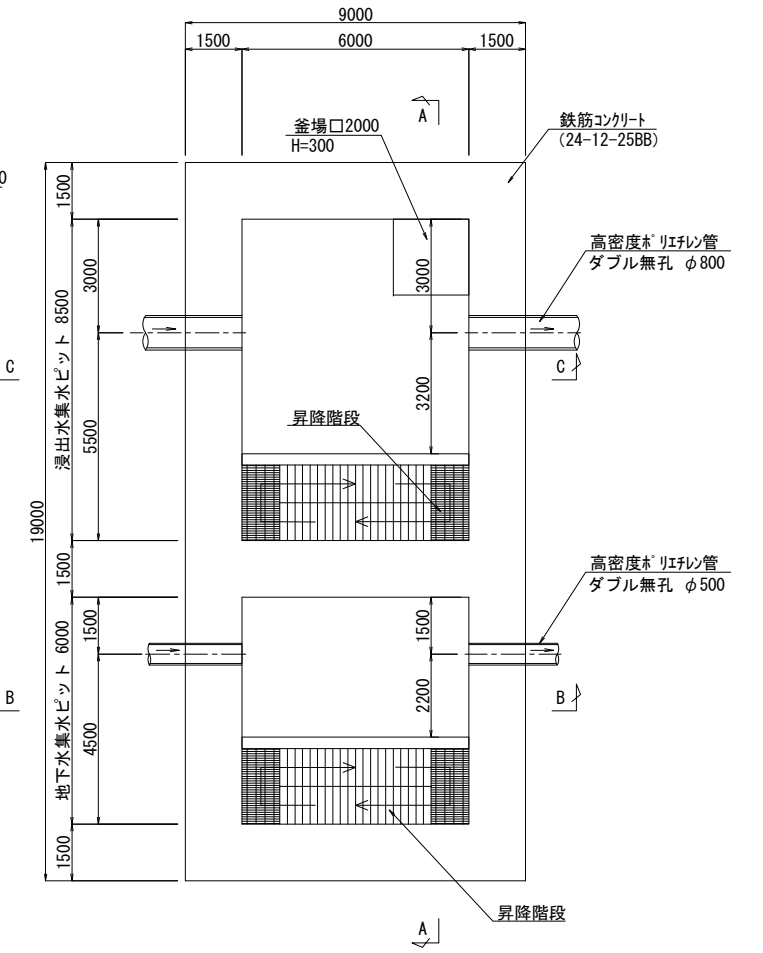 9000
1500
6000
1500
A
釜場口2000
H=300
鉄筋コンクリート
(24-12-25BB)
0
1500
3000
3000
高密度ポリエチレン管
ダブル無孔 φ800
浸出水集水ピット 8500
C
C
5500
3200
昇降階段
19000
1500
高密度ポリエチレン管
ダブル無孔 φ500
1500
1500
地下水集水ピット 6000
B
B
4500
2200
1500
昇降階段
A